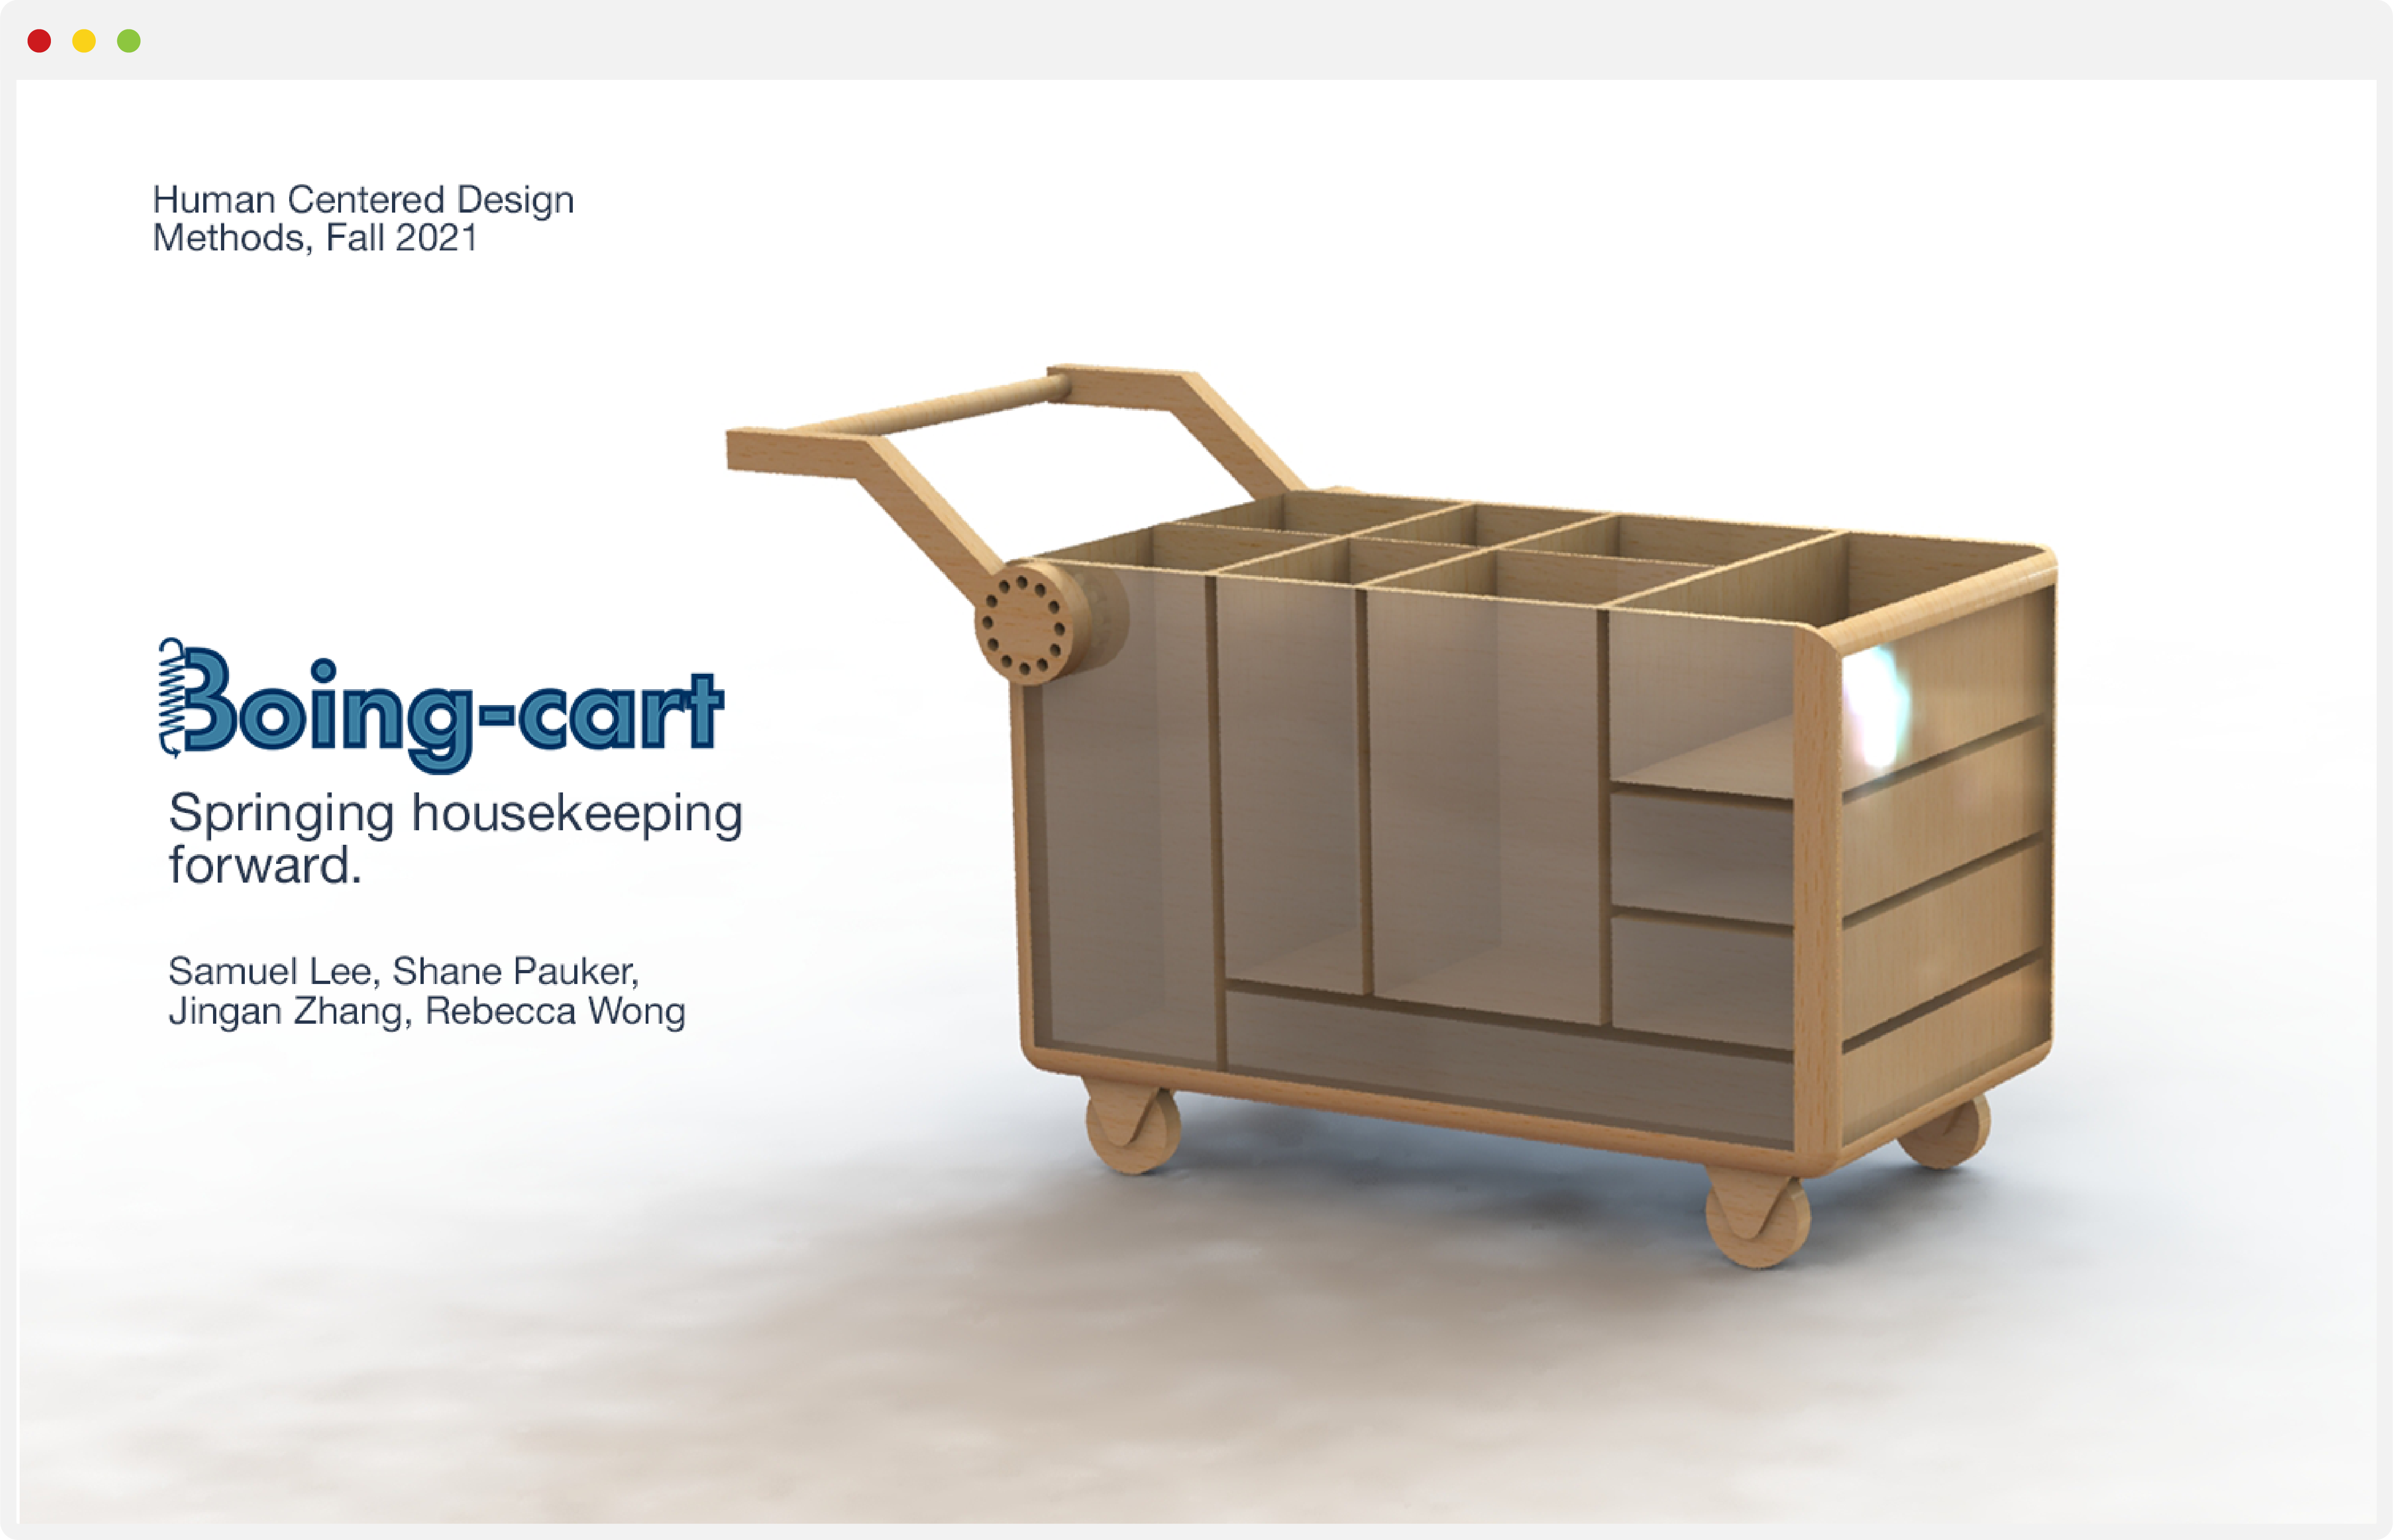 Human Centered Design
Methods, Fall 2021
Boing-cart
Springing housekeeping
forward.
Samuel Lee, Shane Pauker,
Jingan Zhang, Rebecca Wong